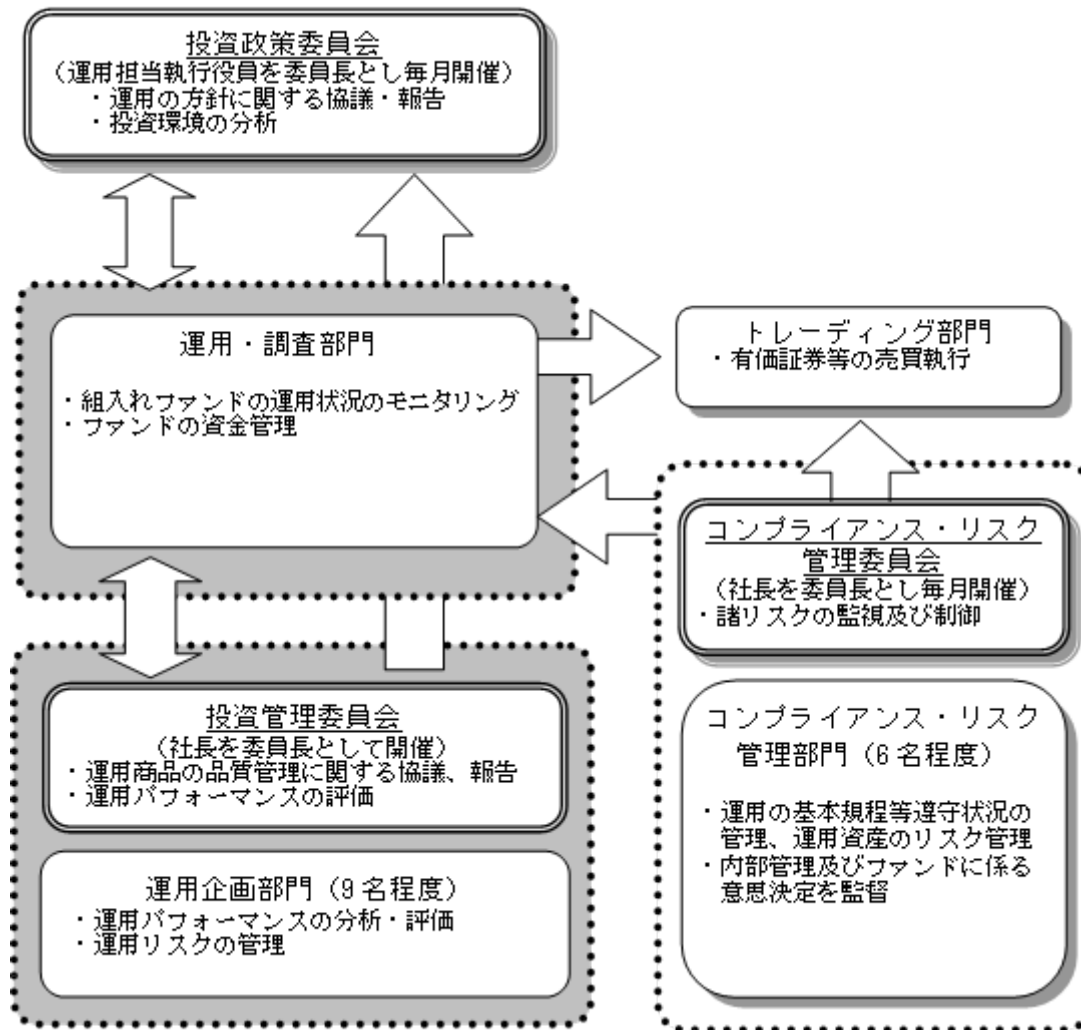 投資政策委員会
(運用担当執行役員を委員長とし毎月開催)
・運用の方針に関する協議・報告
・投資環境の分析
運用・調査部門
・組入れファンドの運用状況のモニタリング
・ファンドの資金管理
トレーディング部門
・有価証券等の売買執行
コンプライアンス・リスク
管理委員会
(社長を委員長とし毎月開催)
・諸リスクの監視及び制御
投資管理委員会
(社長を委員長として開催)
・運用商品の品質管理に関する協議、報告
・運用パフォーマンスの評価
運用企画部門(9名程度)
・運用パフォーマンスの分析・評価
・運用リスクの管理
コンプライアンス・リスク
管理部門(6名程度)
・運用の基本規程等遵守状況の
管理、運用資産のリスク管理
・内部管理及びファンドに係る
意思決定を監督